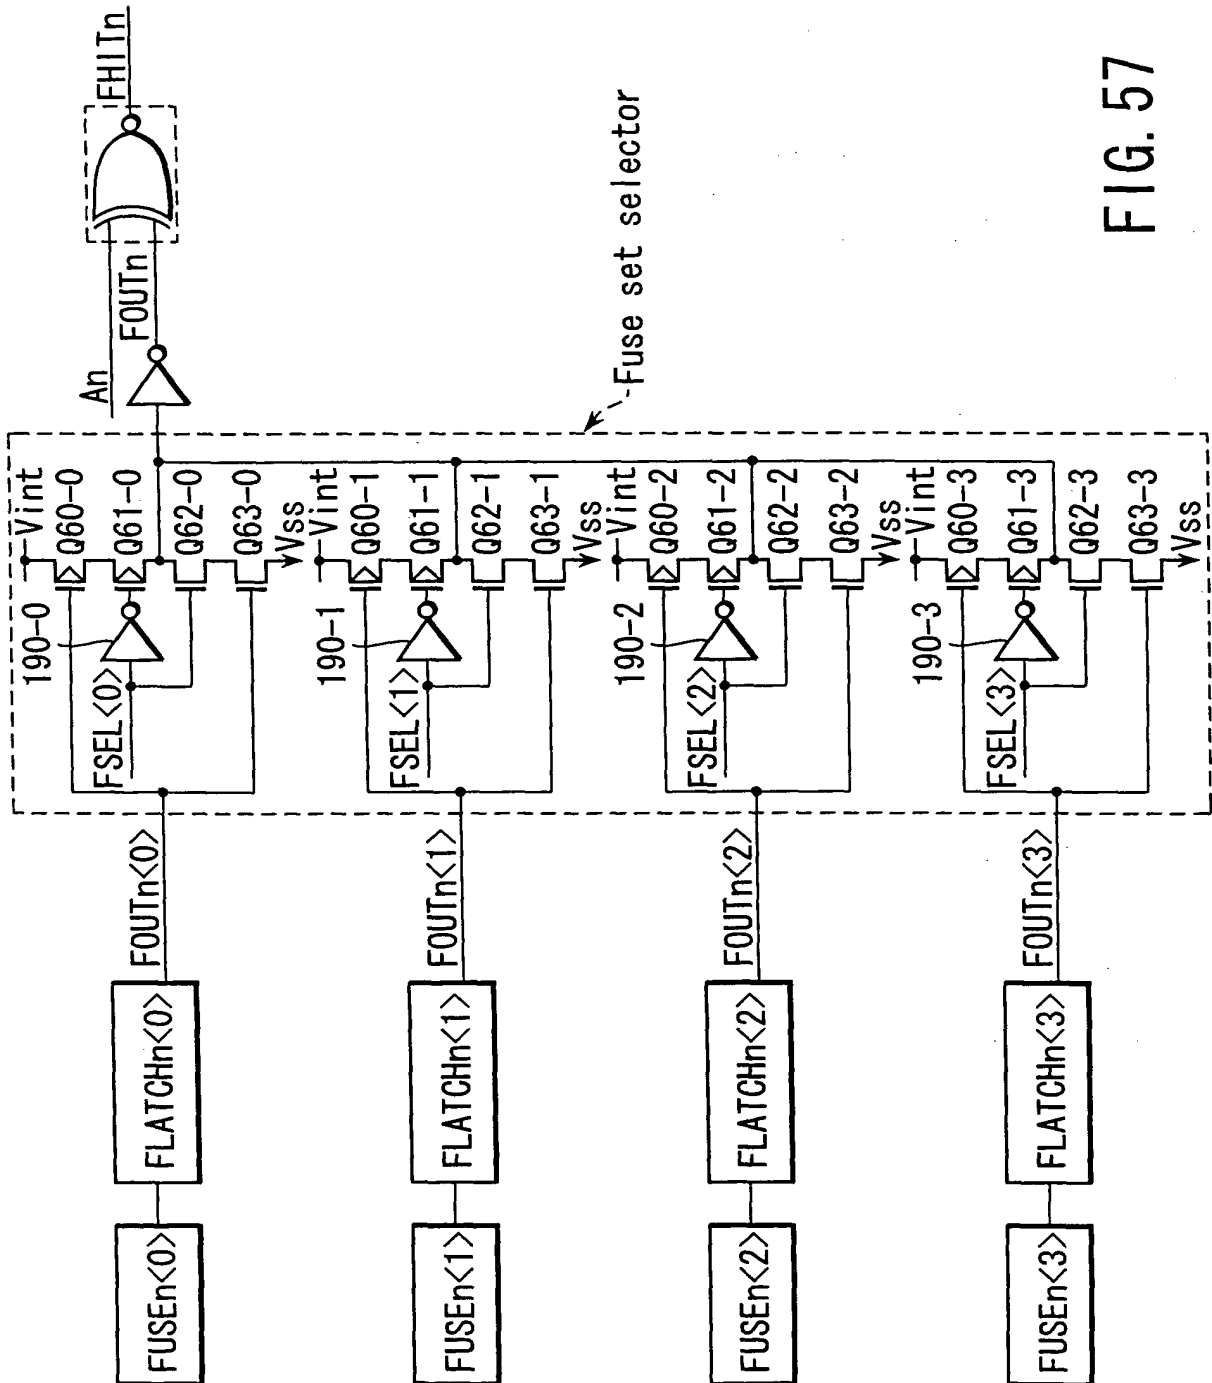 FUSEn<0>
FLATCHn<0>
FOUTn<0>
FSEL<0>
190-0
Vint
Q60-0
Q61-0
Q62-0
Q63-0
Vss
FUSEn<1>
FLATCHn<1>
FOUTn<1>
FSEL<1>
190-1
Vint
Q60-1
Q61-1
Q62-1
Q63-1
Vss
FUSEn<2>
FLATCHn<2>
FOUTn<2>
FSEL<2>
190-2
Vint
Q60-2
Q61-2
Q62-2
Q63-2
Vss
FUSEn<3>
FLATCHn<3>
FOUTn<3>
FSEL<3>
190-3
Vint
Q60-3
Q61-3
Q62-3
Q63-3
Vss
An
FOUTn
FHITn
Fuse set selector
FIG. 57